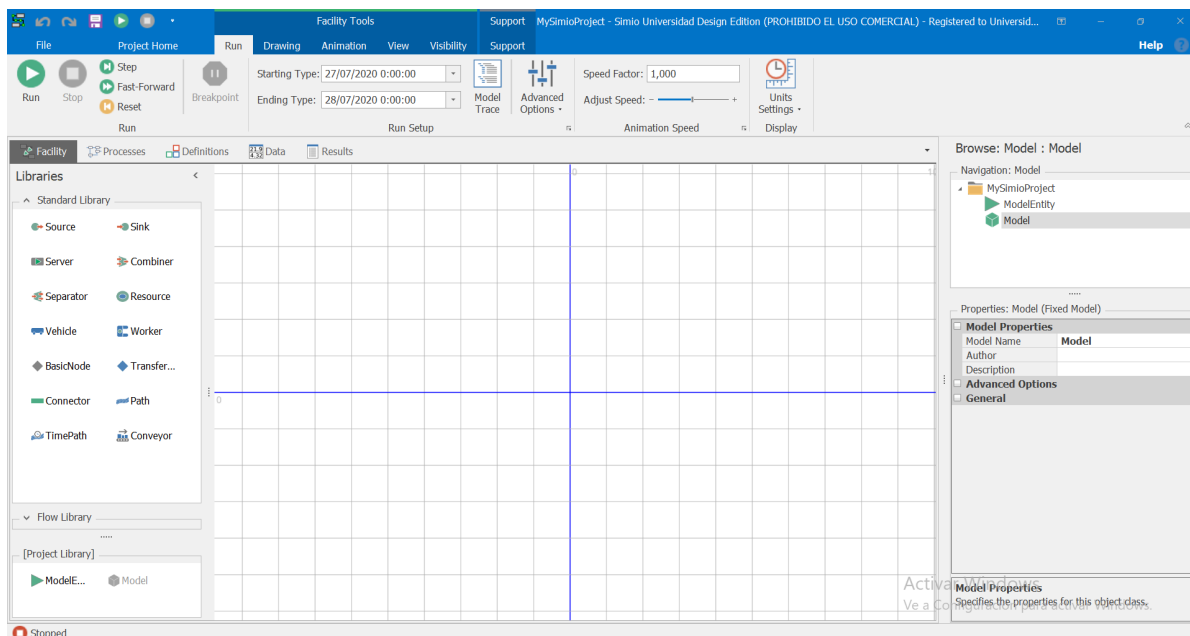 Facility Tools Support MySimioProject - Simio Universidad Design Edition (PROHIBIDO EL USO COMERCIAL) - Registered to Universid...
File Project Home Run Drawing Animation View Visibility Support Help
Run
Stop
Step
Fast-Forward
Reset
Breakpoint
Starting Type: 27/07/2020 0:00:00
Ending Type: 28/07/2020 0:00:00
Model
Trace
Advanced
Options
Speed Factor: 1,000
Adjust Speed: - +
Units
Settings
Run Run Setup Animation Speed Display
Facility Processes Definitions Data Results
Libraries
Standard Library
Source Sink
Server Combiner
Separator Resource
Vehicle Worker
BasicNode Transfer...
Connector Path
TimePath Conveyor
Flow Library
[Project Library]
ModelE... Model
0
0
Browse: Model : Model
Navigation: Model
MySimioProject
ModelEntity
Model
Properties: Model (Fixed Model)
Model Properties
Model Name Model
Author
Description
Advanced Options
General
Activar Windows
Ve a Configuración para activar Windows.
Model Properties
Specifies the properties for this object class.
Stopped